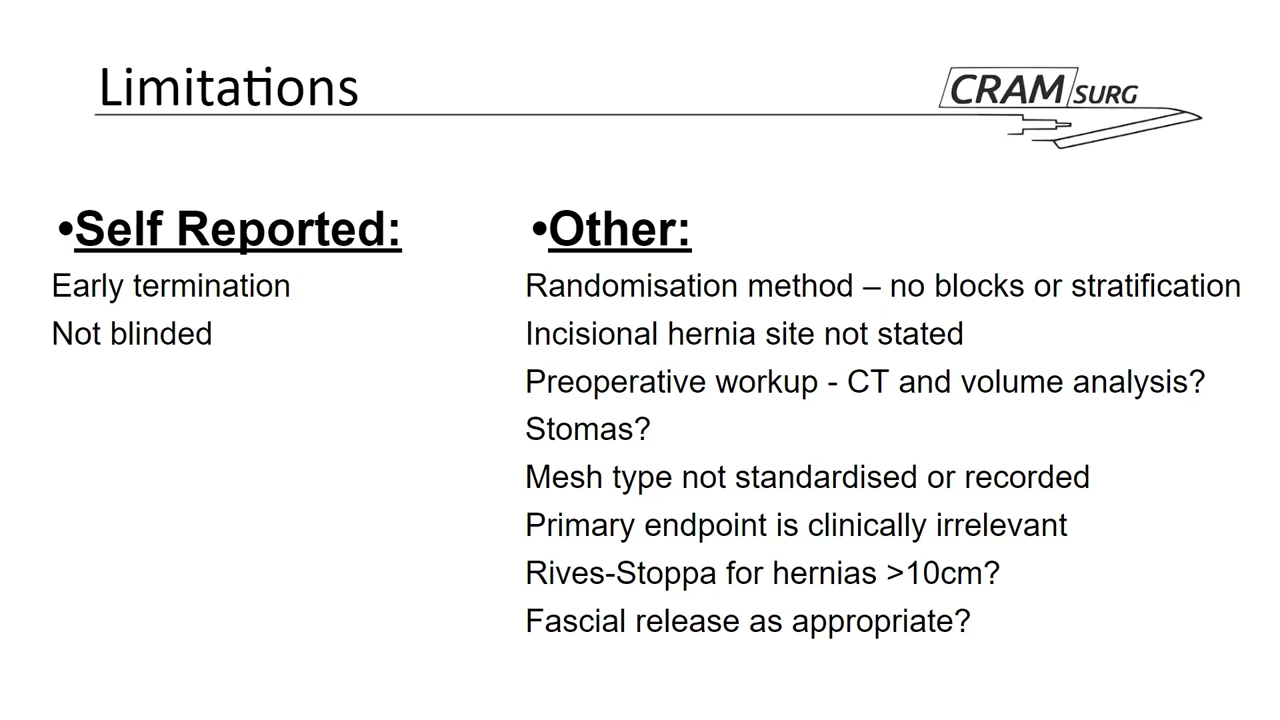 Limitations
CRAM SURG
•Self Reported:
Early termination
Not blinded
•Other:
Randomisation method – no blocks or stratification
Incisional hernia site not stated
Preoperative workup - CT and volume analysis?
Stomas?
Mesh type not standardised or recorded
Primary endpoint is clinically irrelevant
Rives-Stoppa for hernias >10cm?
Fascial release as appropriate?